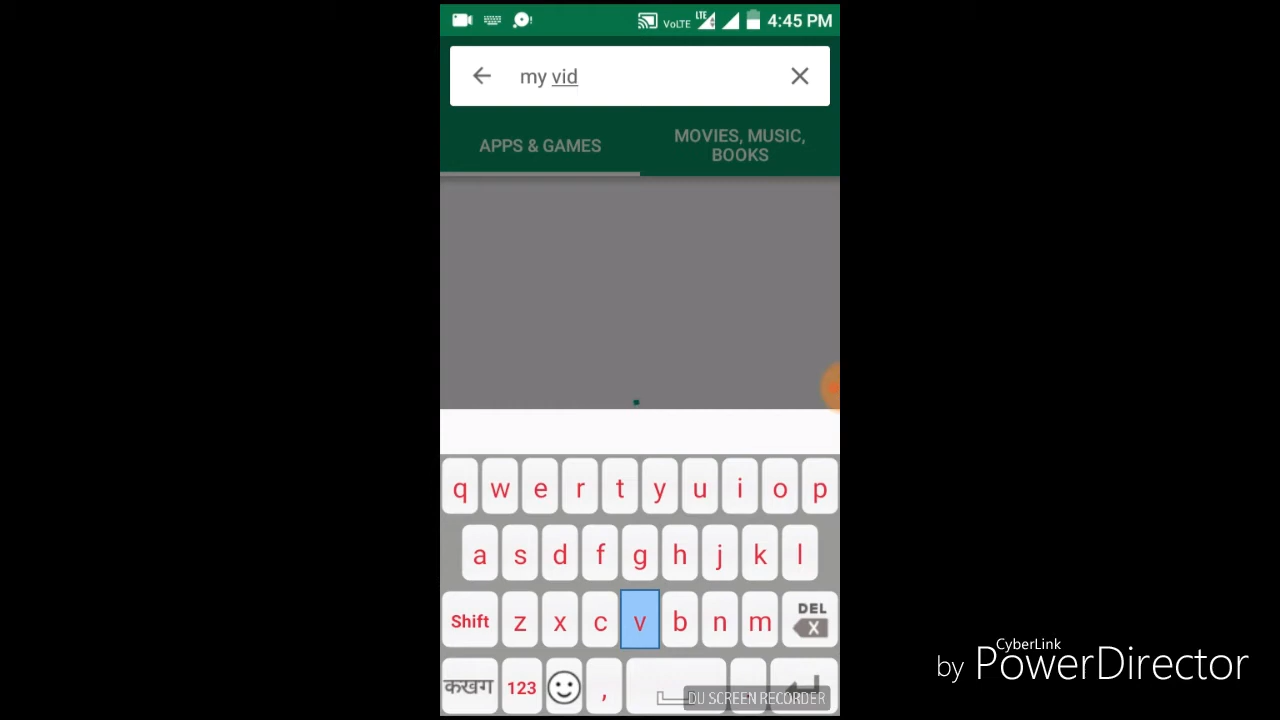 VoLTE LTE 4:45 PM
my vid
APPS & GAMES
MOVIES, MUSIC,
BOOKS
q w e r t y u i o p
a s d f g h j k l
Shift z x c v b n m DEL
X
कखग 123 , .
DU SCREEN RECORDER
CyberLink
by PowerDirector